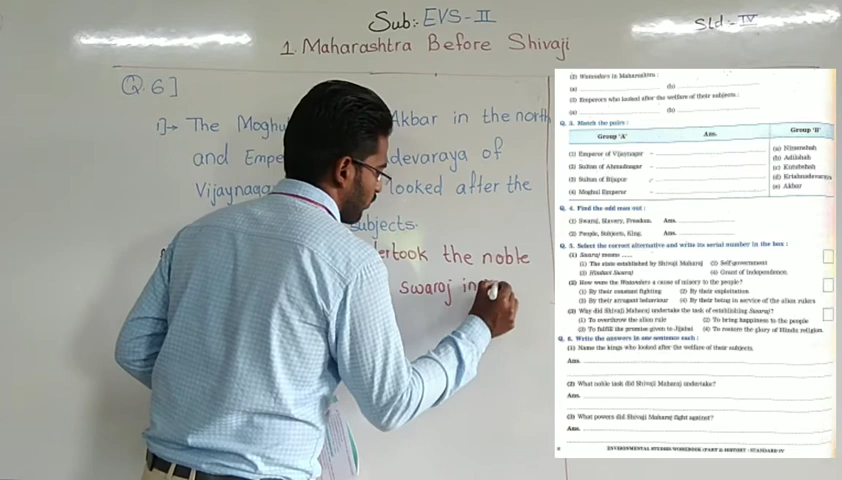 Sub:- EVS-II
Std:- IV
1. Maharashtra Before Shivaji
Q.6]
1]→ The Akbar in the north
and devaraya of
looked after the
subjects.
the noble
swaraj in
(2) Watandars in Maharashtra :
(a) (b)
(3) Emperors who looked after the welfare of their subjects :
(a) (b)
Q. 3. Match the pairs :
Group 'A' Ans. Group 'B'
(1) Emperor of Vijaynagar - (a) Nizamshah
(2) Sultan of Ahmadnagar - (b) Adilshah
(3) Sultan of Bijapur - (c) Kutubshah
(4) Moghul Emperor - (d) Krishnadevaraya
(e) Akbar
Q. 4. Find the odd man out :
(1) Swaraj, Slavery, Freedom. Ans.
(2) People, Subjects, King. Ans.
Q. 5. Select the correct alternative and write its serial number in the box :
(1) Swaraj means .....
(1) The state established by Shivaji Maharaj (2) Self-government
(3) Hindavi Swaraj (4) Grant of independence
(2) How were the Watandars a cause of misery to the people?
(1) By their constant fighting (2) By their exploitation
(3) By their arrogant behaviour (4) By their being in service of the alien rulers
(3) Why did Shivaji Maharaj undertake the task of establishing Swaraj?
(1) To overthrow the alien rule (2) To bring happiness to the people
(3) To fulfill the promise given to Jijabai (4) To restore the glory of Hindu religion.
Q. 6. Write the answers in one sentence each :
(1) Name the kings who looked after the welfare of their subjects.
Ans.
(2) What noble task did Shivaji Maharaj undertake?
Ans.
(3) What powers did Shivaji Maharaj fight against?
Ans.
ENVIRONMENTAL STUDIES WORKBOOK (PART 2) HISTORY : STANDARD IV